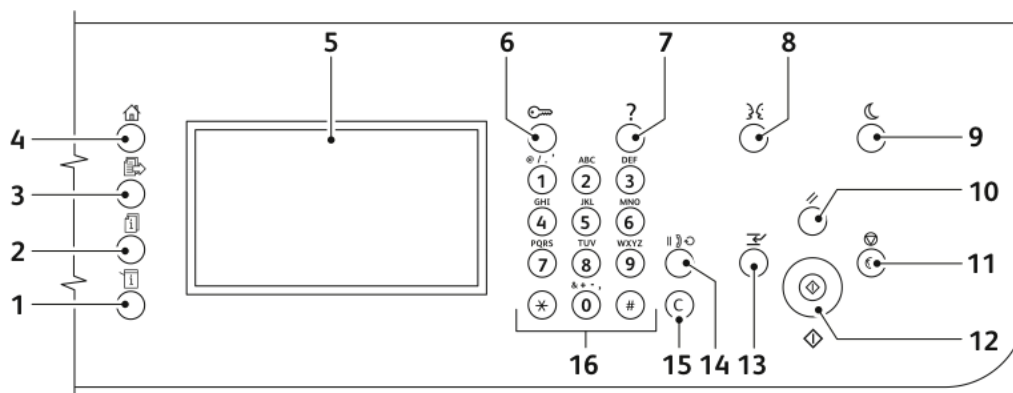 5 6 7 8
?
4 9
@ / . ' ABC DEF
1 2 3
3 10
GHI JKL MNO
4 5 6
2 PQRS TUV WXYZ
7 8 9 11
1 & + - ,
* 0 # C
12
16 15 14 13